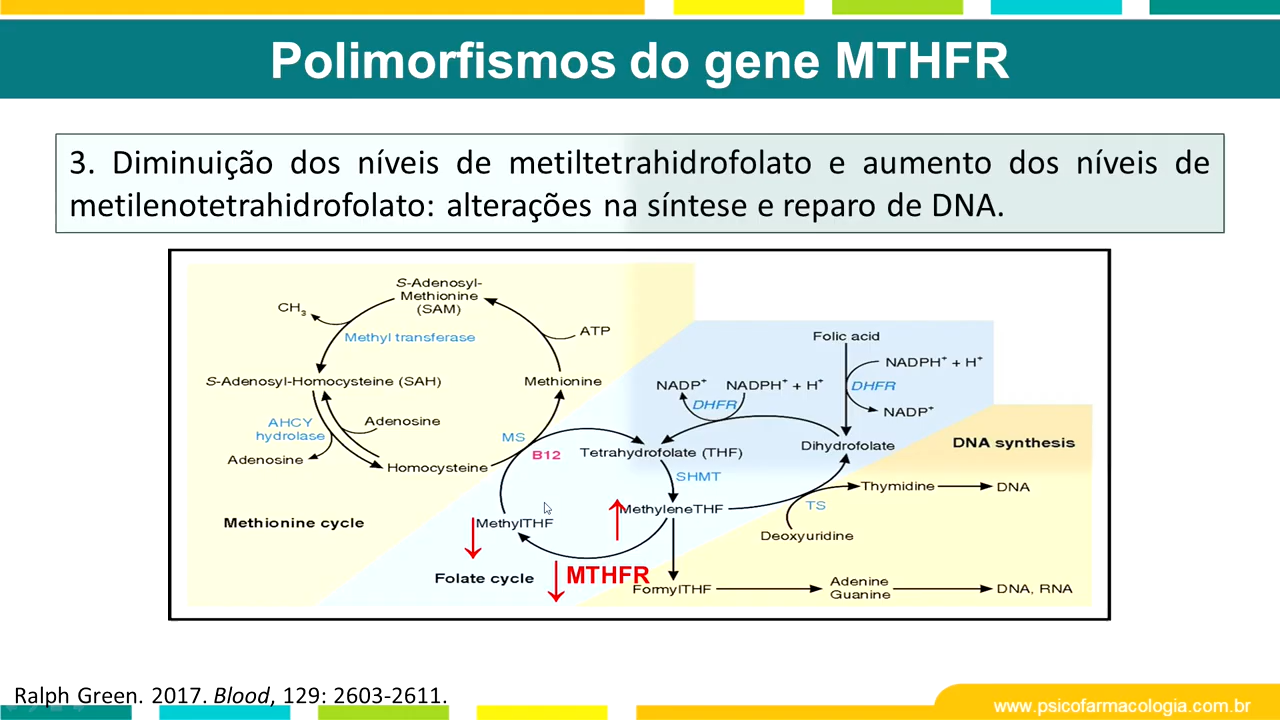 Polimorfismos do gene MTHFR
3. Diminuição dos níveis de metiltetrahidrofolato e aumento dos níveis de
metilenotetrahidrofolato: alterações na síntese e reparo de DNA.
S-Adenosyl-
Methionine
(SAM)
CH3
ATP
Methyl transferase
Folic acid
NADPH+ + H+
S-Adenosyl-Homocysteine (SAH)
Methionine
NADP+
NADPH+ + H+
DHFR
DHFR
NADP+
AHCY
hydrolase
Adenosine
MS
B12
Tetrahydrofolate (THF)
Dihydrofolate
DNA synthesis
Adenosine
Homocysteine
SHMT
Thymidine
DNA
Methionine cycle
MethylTHF
MethyleneTHF
TS
Deoxyuridine
Folate cycle
MTHFR
FormylTHF
Adenine
Guanine
DNA, RNA
Ralph Green. 2017. Blood, 129: 2603-2611.
www.psicofarmacologia.com.br